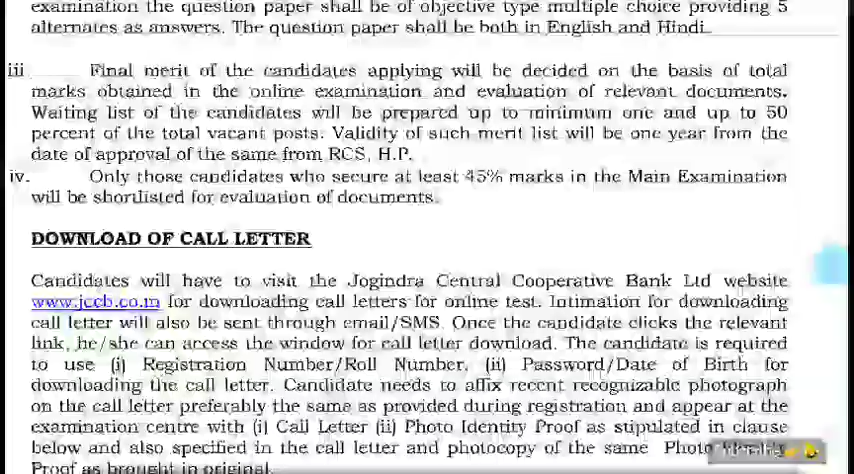 examination the question paper shall be of objective type multiple choice providing 5
alternates as answers. The question paper shall be both in English and Hindi.
iii Final merit of the candidates applying will be decided on the basis of total
marks obtained in the online examination and evaluation of relevant documents.
Waiting list of the candidates will be prepared up to minimum one and up to 50
percent of the total vacant posts. Validity of such merit list will be one year from the
date of approval of the same from RCS, H.P.
iv. Only those candidates who secure at least 45% marks in the Main Examination
will be shortlisted for evaluation of documents.
DOWNLOAD OF CALL LETTER
Candidates will have to visit the Jogindra Central Cooperative Bank Ltd website
www.jccb.co.in for downloading call letters for online test. Intimation for downloading
call letter will also be sent through email/SMS. Once the candidate clicks the relevant
link, he/she can access the window for call letter download. The candidate is required
to use (i) Registration Number/Roll Number, (ii) Password/Date of Birth for
downloading the call letter. Candidate needs to affix recent recognizable photograph
on the call letter preferably the same as provided during registration and appear at the
examination centre with (i) Call Letter (ii) Photo Identity Proof as stipulated in clause
below and also specified in the call letter and photocopy of the same Photo
Proof as brought in original.